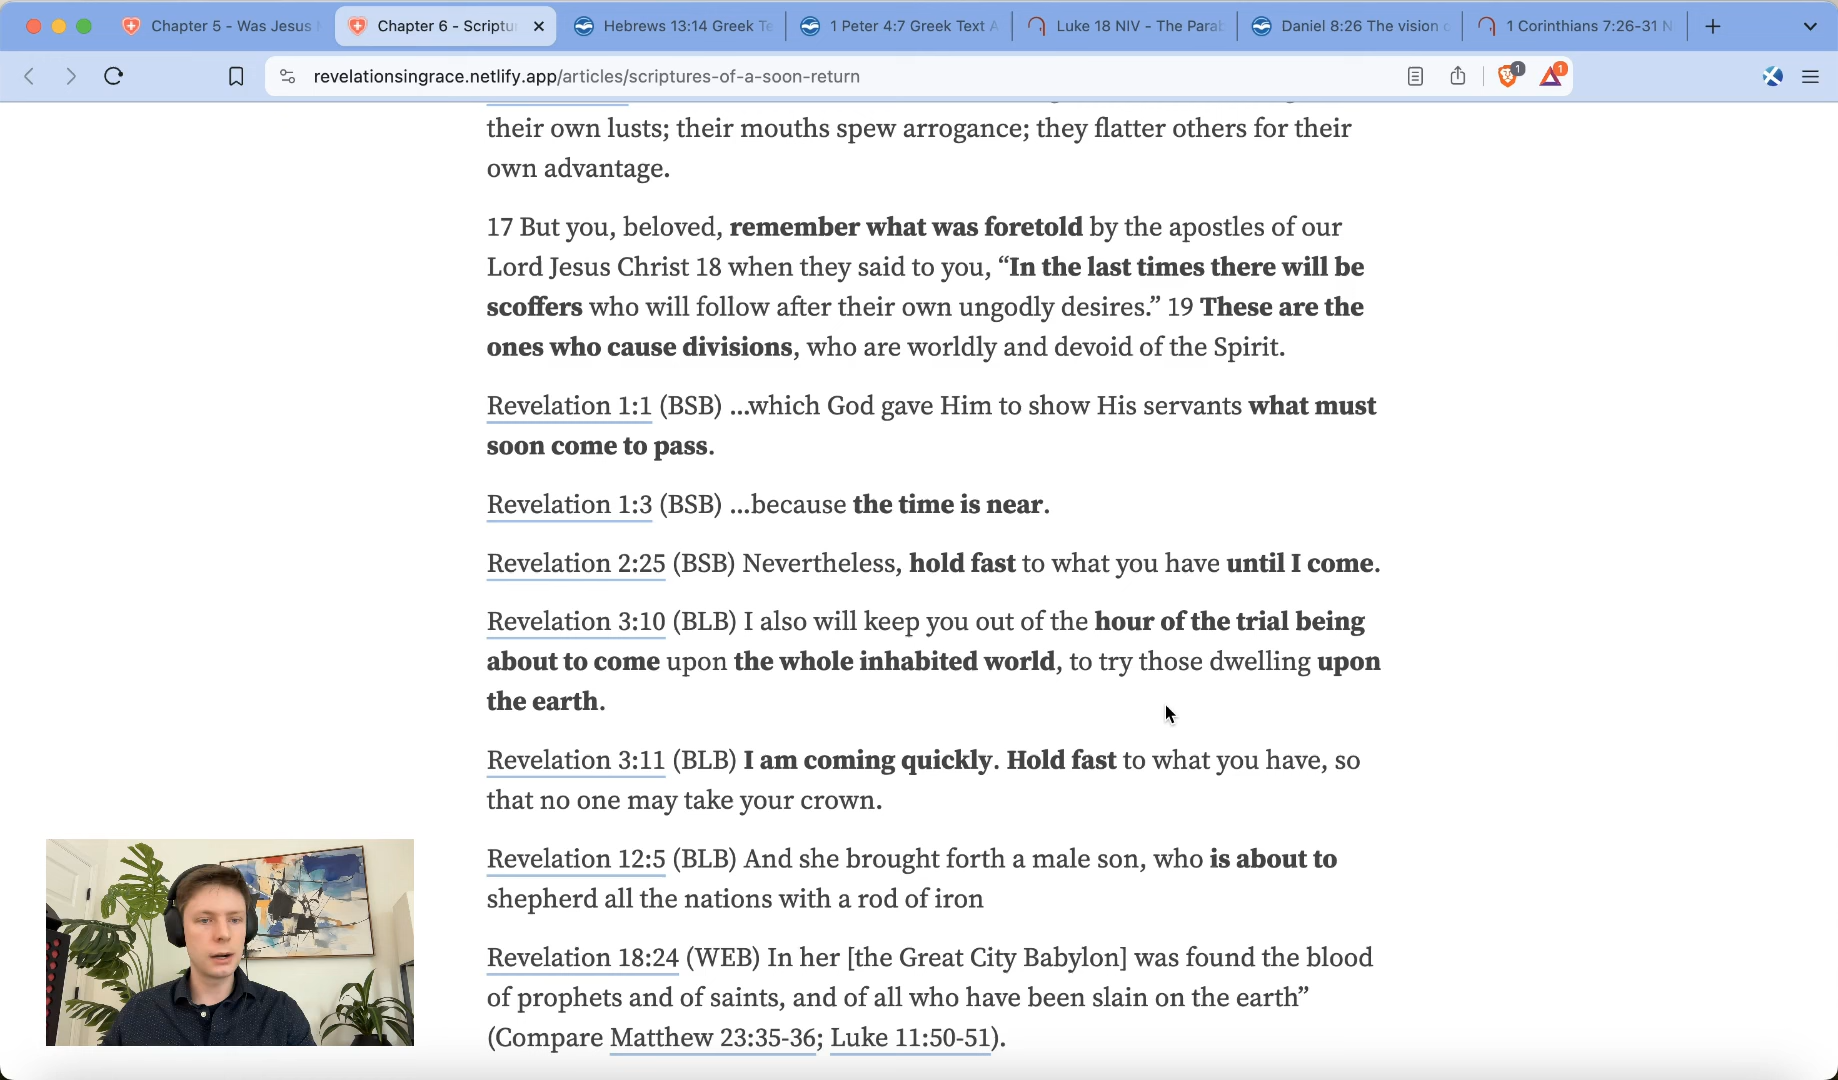 Chapter 5 - Was Jesus
Chapter 6 - Scriptur
Hebrews 13:14 Greek Te
1 Peter 4:7 Greek Text A
Luke 18 NIV - The Parab
Daniel 8:26 The vision o
1 Corinthians 7:26-31 N
revelationsingrace.netlify.app/articles/scriptures-of-a-soon-return
1
1
their own lusts; their mouths spew arrogance; they flatter others for their
own advantage.
17 But you, beloved, remember what was foretold by the apostles of our
Lord Jesus Christ 18 when they said to you, “In the last times there will be
scoffers who will follow after their own ungodly desires.” 19 These are the
ones who cause divisions, who are worldly and devoid of the Spirit.
Revelation 1:1 (BSB) ...which God gave Him to show His servants what must
soon come to pass.
Revelation 1:3 (BSB) ...because the time is near.
Revelation 2:25 (BSB) Nevertheless, hold fast to what you have until I come.
Revelation 3:10 (BLB) I also will keep you out of the hour of the trial being
about to come upon the whole inhabited world, to try those dwelling upon
the earth.
Revelation 3:11 (BLB) I am coming quickly. Hold fast to what you have, so
that no one may take your crown.
Revelation 12:5 (BLB) And she brought forth a male son, who is about to
shepherd all the nations with a rod of iron
Revelation 18:24 (WEB) In her [the Great City Babylon] was found the blood
of prophets and of saints, and of all who have been slain on the earth”
(Compare Matthew 23:35-36; Luke 11:50-51).